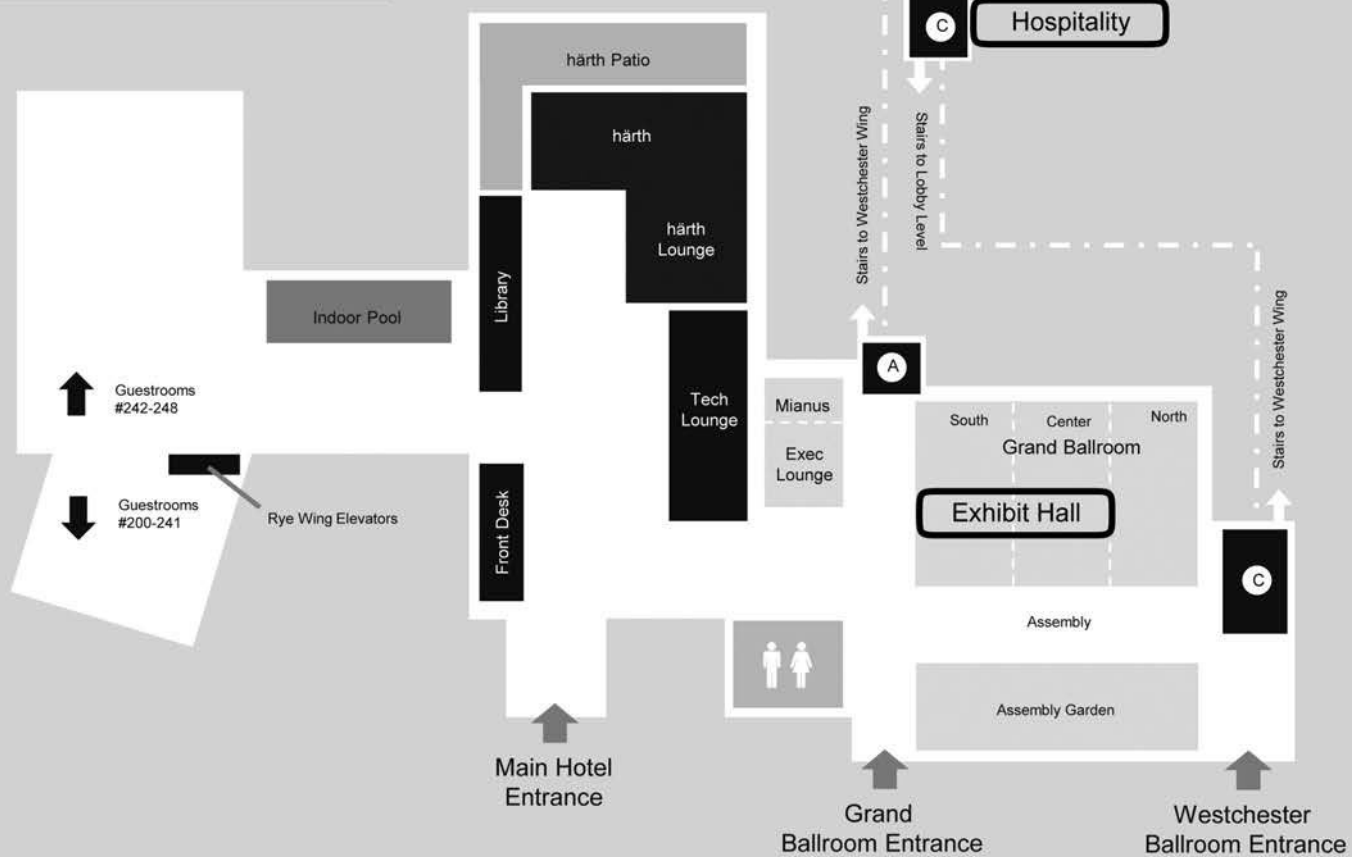 C
Hospitality
härth Patio
härth
härth
Lounge
Stairs to Westchester Wing
Stairs to Lobby Level
Library
Indoor Pool
Stairs to Westchester Wing
A
Guestrooms
#242-248
Tech
Lounge
Mianus
Exec
Lounge
South
Center
North
Grand Ballroom
Exhibit Hall
Guestrooms
#200-241
Rye Wing Elevators
Front Desk
C
Assembly
Assembly Garden
Main Hotel
Entrance
Grand
Ballroom Entrance
Westchester
Ballroom Entrance